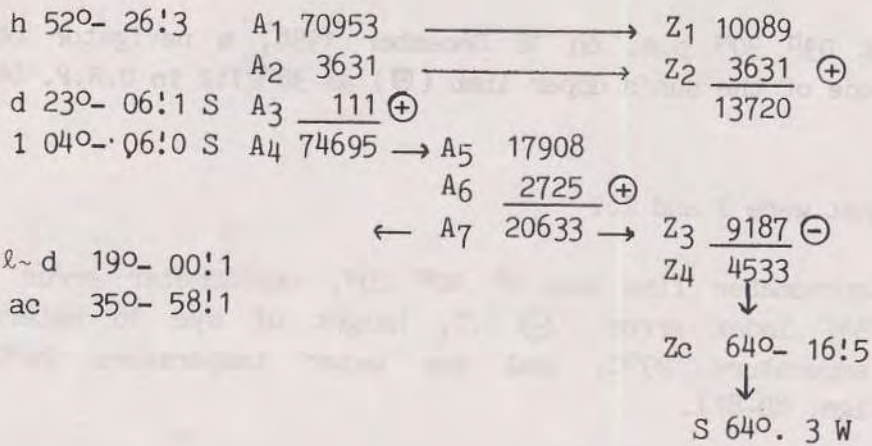 h 52°- 26!3 A1 70953 → Z1 10089
A2 3631 → Z2 3631 ⊕
d 23°- 06!1 S A3 111 ⊕ 13720
l 04°-·06!0 S A4 74695 → A5 17908
A6 2725 ⊕
← A7 20633 → Z3 9187 ⊖
ℓ~d 19°- 00!1 Z4 4533
ac 35°- 58!1
↓
Zc 64°- 16!5
↓
S 64°. 3 W